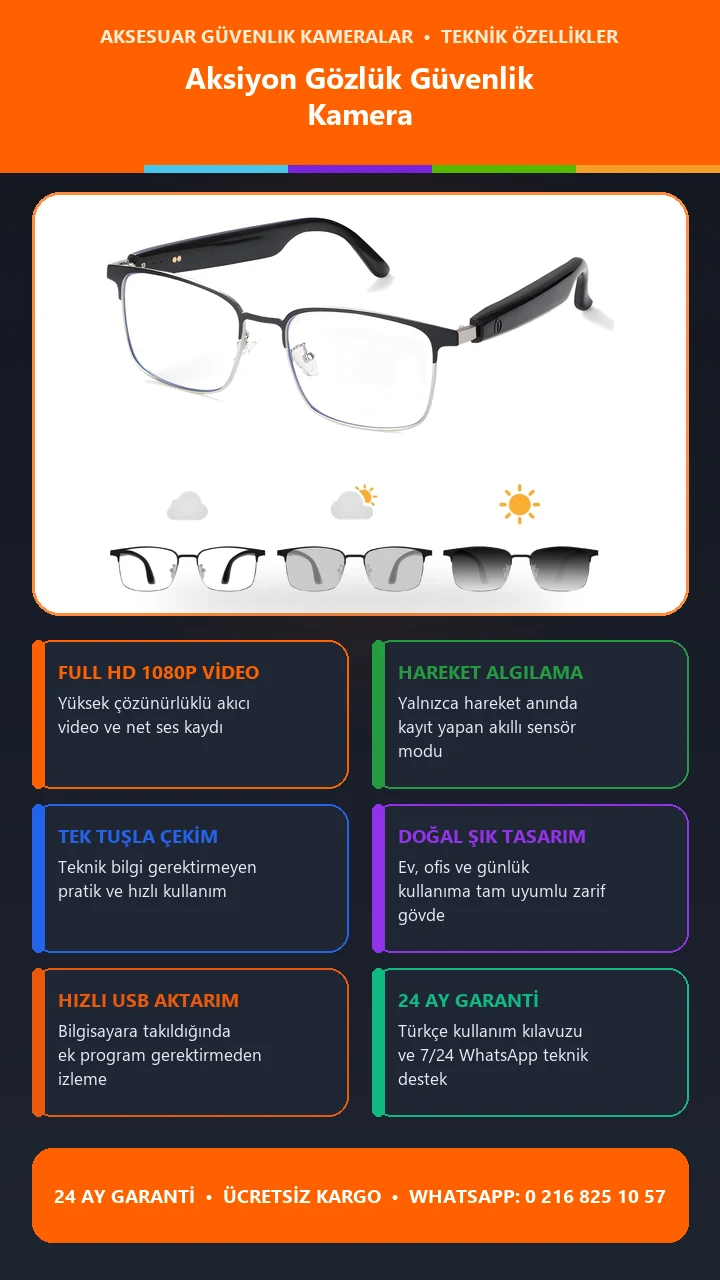 AKSESUAR GÜVENLIK KAMERALAR • TEKNİK ÖZELLİKLER
Aksiyon Gözlük Güvenlik
Kamera
FULL HD 1080P VİDEO
Yüksek çözünürlüklü akıcı
video ve net ses kaydı
HAREKET ALGILAMA
Yalnızca hareket anında
kayıt yapan akıllı sensör
modu
TEK TUŞLA ÇEKİM
Teknik bilgi gerektirmeyen
pratik ve hızlı kullanım
DOĞAL ŞIK TASARIM
Ev, ofis ve günlük
kullanıma tam uyumlu zarif
gövde
HIZLI USB AKTARIM
Bilgisayara takıldığında
ek program gerektirmeden
izleme
24 AY GARANTİ
Türkçe kullanım kılavuzu
ve 7/24 WhatsApp teknik
destek
24 AY GARANTİ • ÜCRETSİZ KARGO • WHATSAPP: 0 216 825 10 57